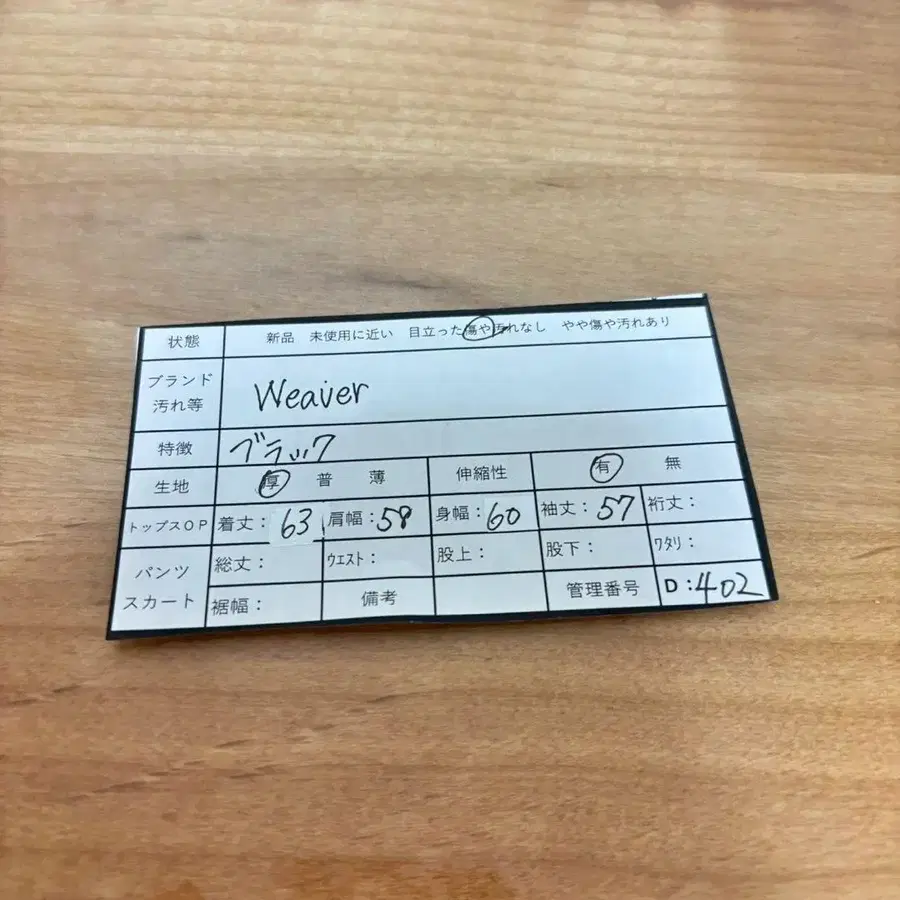 状態 新品 未使用に近い 目立った傷や汚れなし やや傷や汚れあり
ブランド
汚れ等 Weaver
特徴 ブラック
生地 厚 普 薄 伸縮性 有 無
トップスOP 着丈: 63 肩幅: 58 身幅: 60 袖丈: 57 裄丈:
パンツ
スカート 総丈: ウエスト: 股上: 股下: ワタリ:
裾幅: 備考 管理番号 D:402